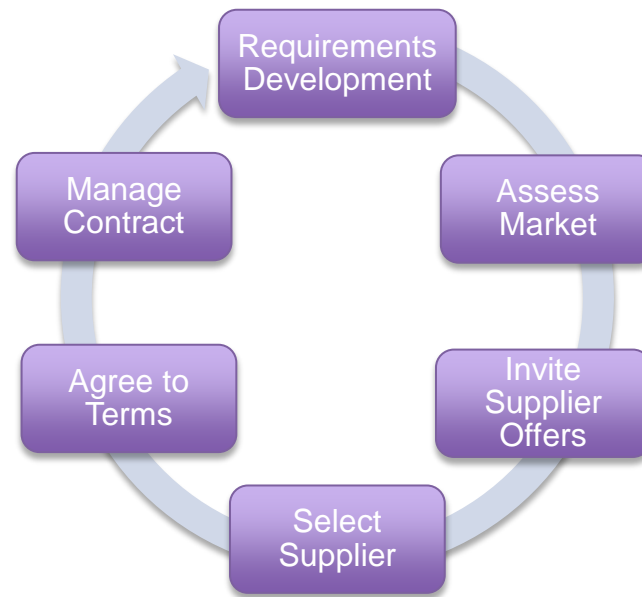 Requirements
Development
Assess
Market
Invite
Supplier
Offers
Select
Supplier
Agree to
Terms
Manage
Contract